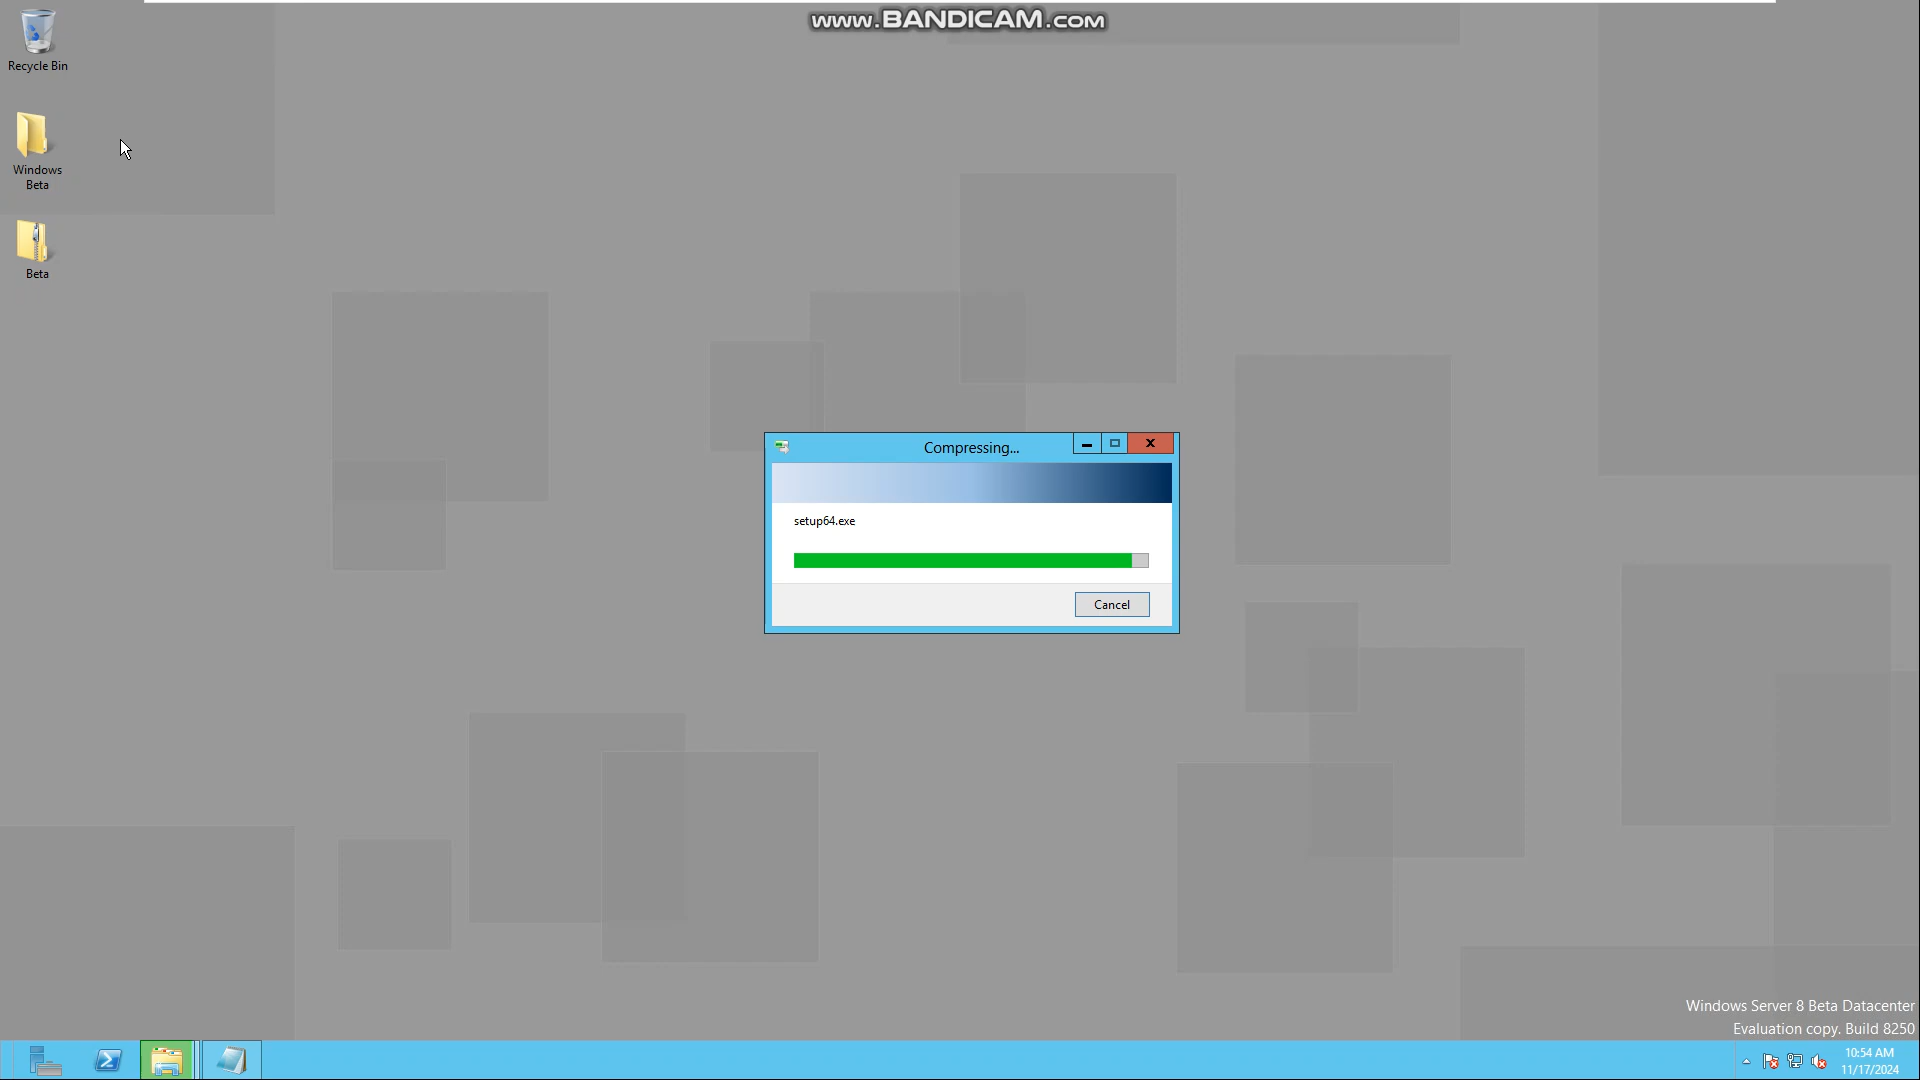 www.BANDICAM.com
Recycle Bin
Windows
Beta
Beta
Compressing...
setup64.exe
Cancel
Windows Server 8 Beta Datacenter
Evaluation copy. Build 8250
10:54 AM
11/17/2024